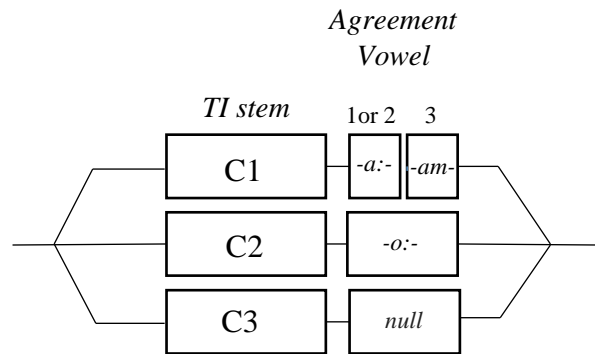 Agreement
Vowel
TI stem
1or 2 3
C1 -a:- -am-
C2 -o:-
C3 null